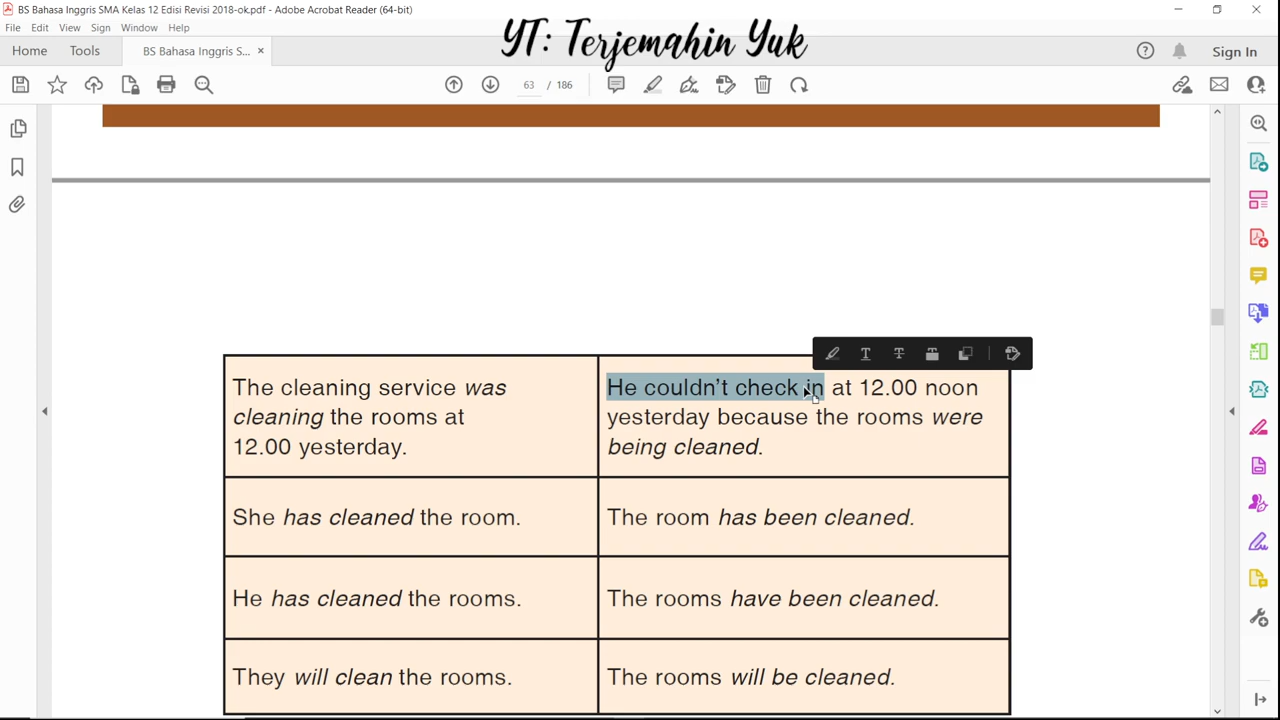 BS Bahasa Inggris SMA Kelas 12 Edisi Revisi 2018-ok.pdf - Adobe Acrobat Reader (64-bit)
File Edit View Sign Window Help
YT: Terjemahin Yuk
Home Tools BS Bahasa Inggris S... × Sign In
63 / 186
The cleaning service was
cleaning the rooms at
12.00 yesterday.
He couldn't check in at 12.00 noon
yesterday because the rooms were
being cleaned.
She has cleaned the room.
The room has been cleaned.
He has cleaned the rooms.
The rooms have been cleaned.
They will clean the rooms.
The rooms will be cleaned.